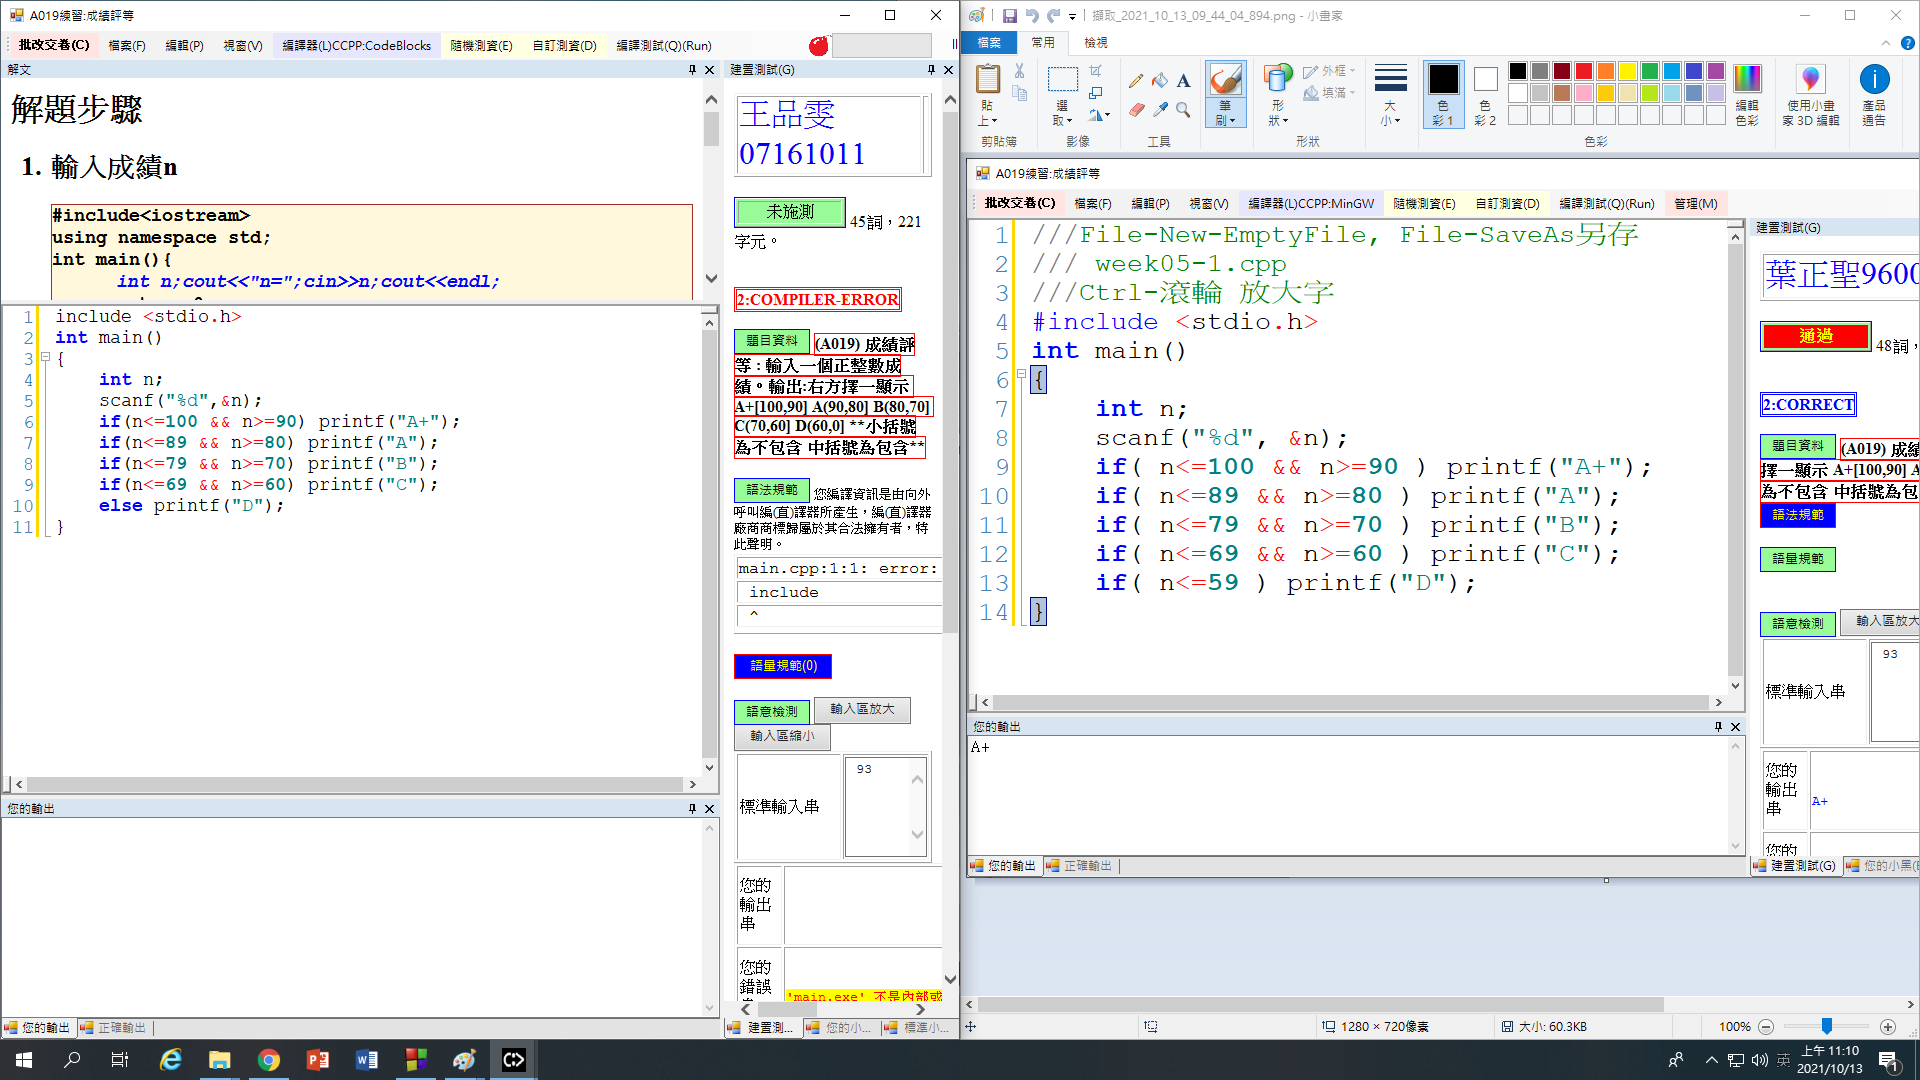 A019練習:成績評等
批改交卷(C) 檔案(F) 編輯(P) 視窗(V) 編譯器(L)CCPP:CodeBlocks 隨機測資(E) 自訂測資(D) 編譯測試(Q)(Run)
解文
解題步驟
1. 輸入成績n
#include<iostream>
using namespace std;
int main(){
int n;cout<<"n=";cin>>n;cout<<endl;
1 include <stdio.h>
2 int main()
3 {
4 int n;
5 scanf("%d",&n);
6 if(n<=100 && n>=90) printf("A+");
7 if(n<=89 && n>=80) printf("A");
8 if(n<=79 && n>=70) printf("B");
9 if(n<=69 && n>=60) printf("C");
10 else printf("D");
11 }
您的輸出
您的輸出 正確輸出
建置測試(G)
王品雯
07161011
未施測 45詞，221
字元。
2:COMPILER-ERROR
題目資料 (A019) 成績評
等：輸入一個正整數成
績。輸出:右方擇一顯示
A+[100,90] A(90,80] B(80,70]
C(70,60] D(60,0] **小括號
為不包含 中括號為包含**
語法規範 您編譯資訊是由向外
呼叫編(直)譯器所產生，編(直)譯器
廠商商標歸屬於其合法擁有者，特
此聲明。
main.cpp:1:1: error:
include
^
語量規範(0)
語意檢測 輸入區放大
輸入區縮小
標準輸入串
93
您的
輸出
串
您的
錯誤
'main.exe' 不是內部或
建置測... 您的小... 標準小...
擷取_2021_10_13_09_44_04_894.png - 小畫家
檔案 常用 檢視
貼
上
剪貼簿
選
取
影像
工具
筆
刷
形
狀
外框
填滿
形狀
大
小
色
彩 1
色
彩 2
編輯
色彩
色彩
使用小畫
家 3D 編輯
產品
通告
A019練習:成績評等
批改交卷(C) 檔案(F) 編輯(P) 視窗(V) 編譯器(L)CCPP:MinGW 隨機測資(E) 自訂測資(D) 編譯測試(Q)(Run) 管理(M)
1 ///File-New-EmptyFile, File-SaveAs另存
2 /// week05-1.cpp
3 ///Ctrl-滾輪 放大字
4 #include <stdio.h>
5 int main()
6 {
7 int n;
8 scanf("%d", &n);
9 if( n<=100 && n>=90 ) printf("A+");
10 if( n<=89 && n>=80 ) printf("A");
11 if( n<=79 && n>=70 ) printf("B");
12 if( n<=69 && n>=60 ) printf("C");
13 if( n<=59 ) printf("D");
14 }
您的輸出
A+
您的輸出 正確輸出
建置測試(G)
葉正聖9600
通過 48詞，
2:CORRECT
題目資料 (A019) 成績
擇一顯示 A+[100,90] A
為不包含 中括號為包
語法規範
語量規範
語意檢測 輸入區放大
標準輸入串
93
您的
輸出
串
A+
您的
建置測試(G) 您的小黑(
1280 × 720像素 大小: 60.3KB 100%
英
上午 11:10
2021/10/13
1